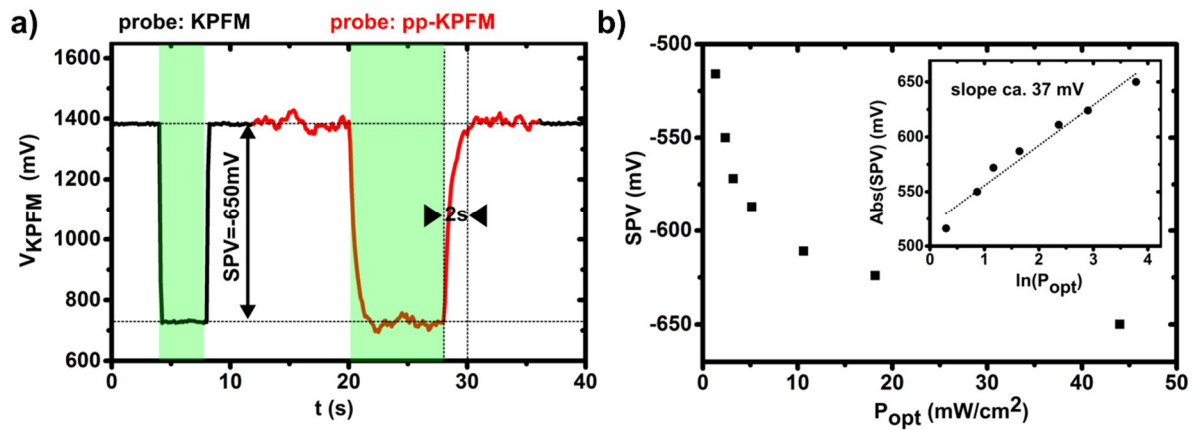 a)
probe: KPFM
probe: pp-KPFM
1600
1400
1200
1000
800
600
V_KPFM (mV)
SPV=-650mV
2s
0
10
20
30
40
t (s)
b)
-500
-550
-600
-650
SPV (mV)
0
10
20
30
40
50
P_opt (mW/cm²)
slope ca. 37 mV
650
600
550
500
Abs(SPV) (mV)
0
1
2
3
4
ln(P_opt)